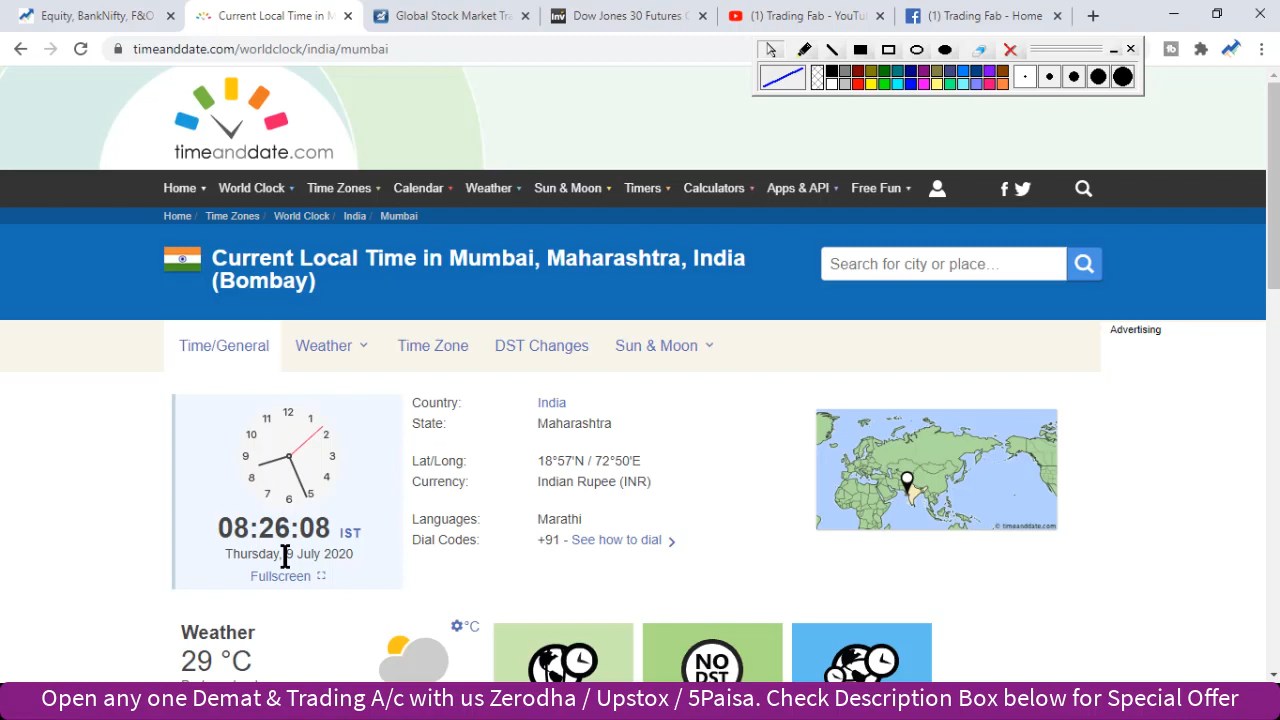 Equity, BankNifty, F&O
Current Local Time in M
Global Stock Market Tr
Dow Jones 30 Futures C
(1) Trading Fab - YouTu
(1) Trading Fab - Home
timeanddate.com/worldclock/india/mumbai
timeanddate.com
Home World Clock Time Zones Calendar Weather Sun & Moon Timers Calculators Apps & API Free Fun
Home / Time Zones / World Clock / India / Mumbai
Current Local Time in Mumbai, Maharashtra, India
(Bombay)
Search for city or place…
Advertising
Time/General Weather Time Zone DST Changes Sun & Moon
12
11 1
10 2
9 3
8 4
7 5
6
08:26:08 IST
Thursday, 9 July 2020
Fullscreen
Country: India
State: Maharashtra
Lat/Long: 18°57'N / 72°50'E
Currency: Indian Rupee (INR)
Languages: Marathi
Dial Codes: +91 - See how to dial
© timeanddate.com
Weather
°C
29 °C
NO
DST
Open any one Demat & Trading A/c with us Zerodha / Upstox / 5Paisa. Check Description Box below for Special Offer